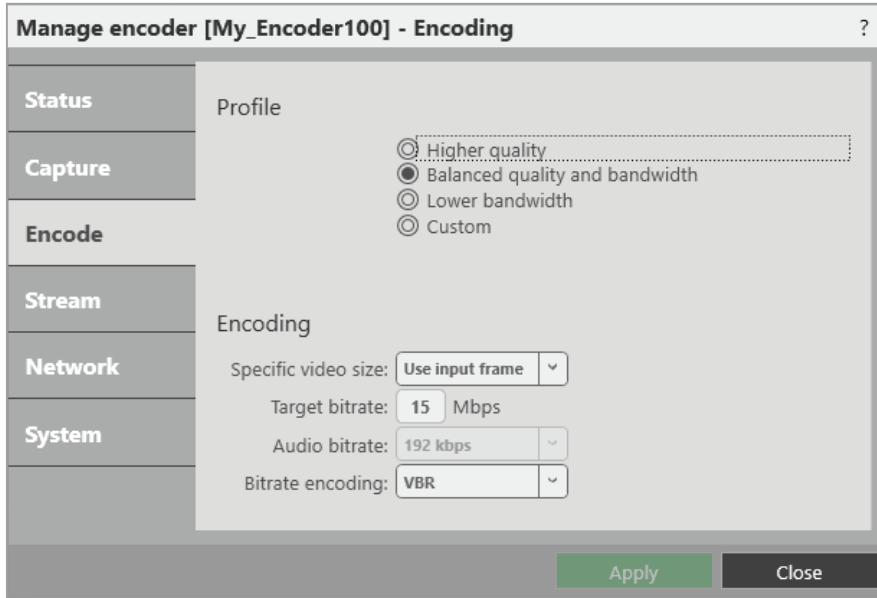 Manage encoder [My_Encoder100] - Encoding ?
Status
Capture
Encode
Stream
Network
System
Profile
Higher quality
Balanced quality and bandwidth
Lower bandwidth
Custom
Encoding
Specific video size: Use input frame
Target bitrate: 15 Mbps
Audio bitrate: 192 kbps
Bitrate encoding: VBR
Apply Close